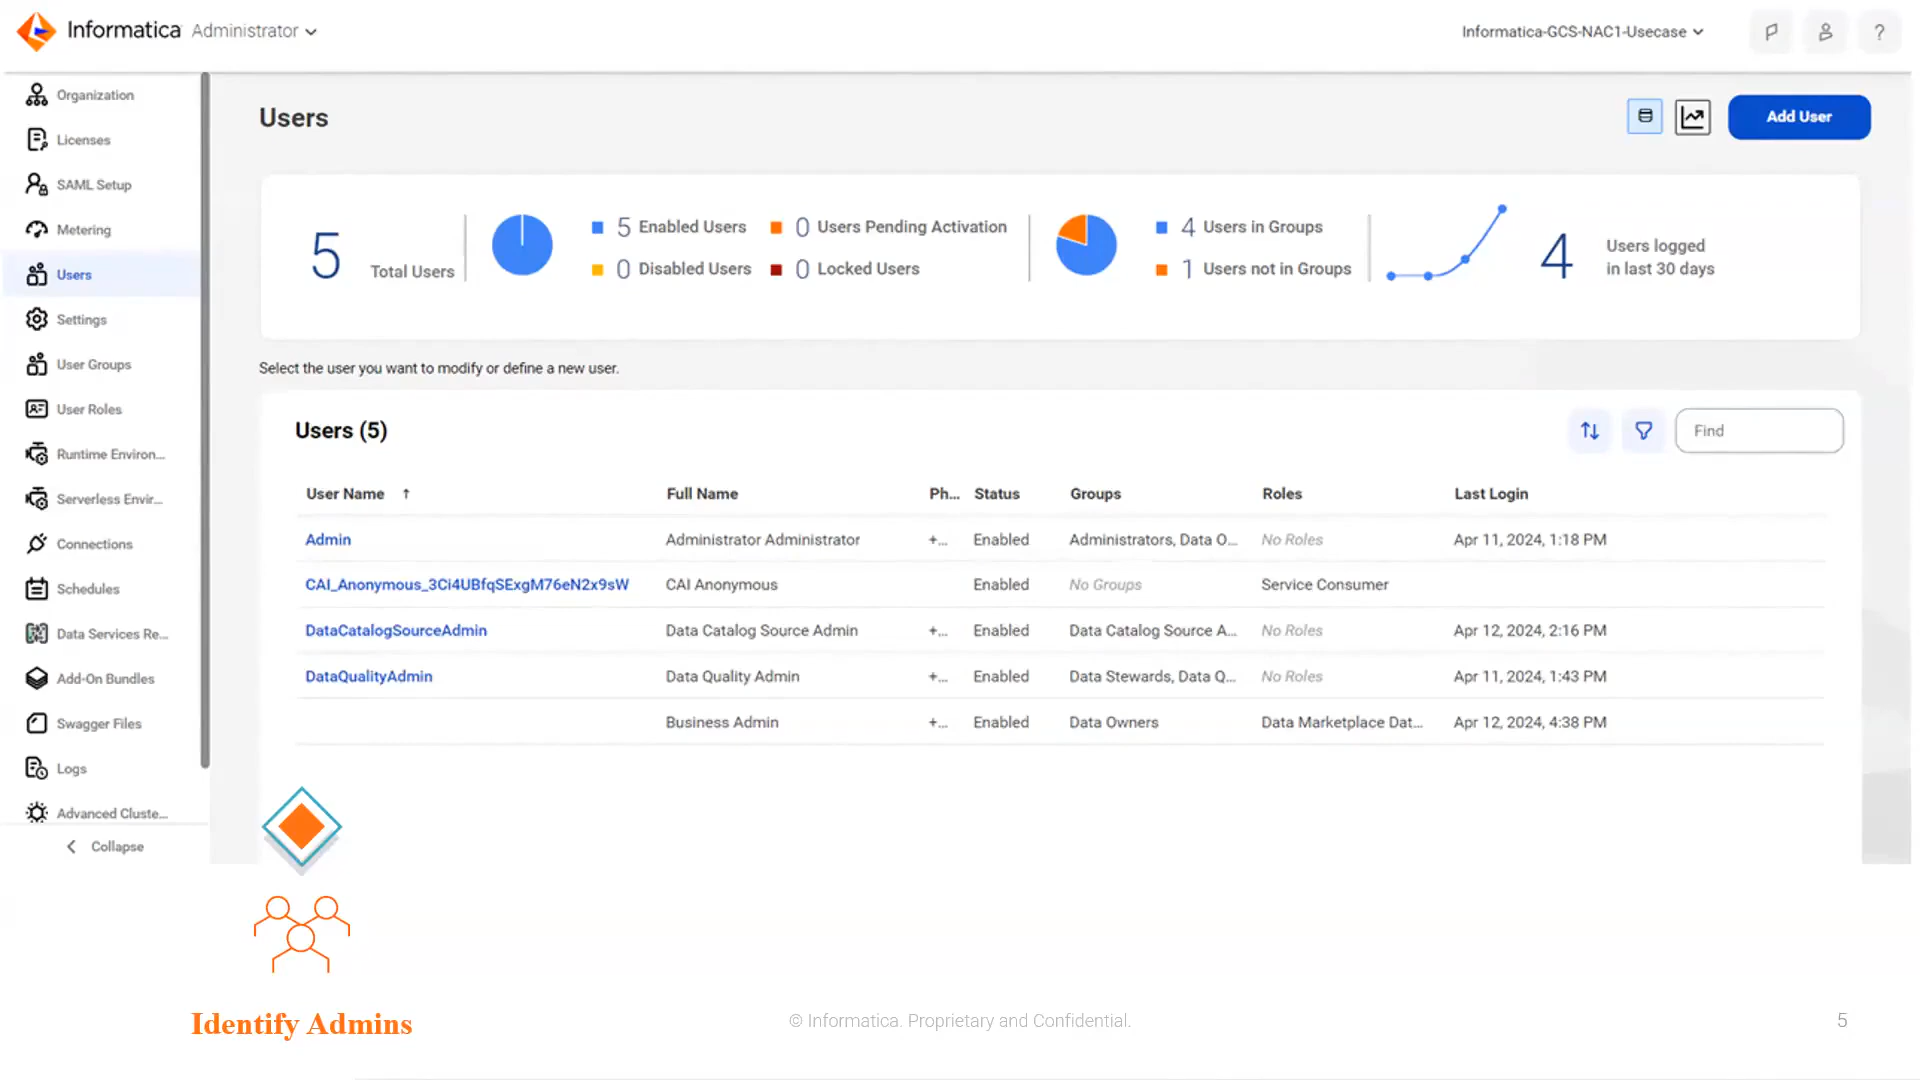 Informatica Administrator
Informatica-GCS-NAC1-Usecase
?
Organization
Licenses
SAML Setup
Metering
Users
Settings
User Groups
User Roles
Runtime Environ...
Serverless Envir...
Connections
Schedules
Data Services Re...
Add-On Bundles
Swagger Files
Logs
Advanced Cluste...
Collapse
Users
Add User
5 Total Users
5 Enabled Users
0 Users Pending Activation
0 Disabled Users
0 Locked Users
4 Users in Groups
1 Users not in Groups
4 Users logged
in last 30 days
Select the user you want to modify or define a new user.
Users (5)
Find
User Name ↑ Full Name Ph... Status Groups Roles Last Login
Admin Administrator Administrator +... Enabled Administrators, Data O... No Roles Apr 11, 2024, 1:18 PM
CAI_Anonymous_3Ci4UBfqSExgM76eN2x9sW CAI Anonymous Enabled No Groups Service Consumer
DataCatalogSourceAdmin Data Catalog Source Admin +... Enabled Data Catalog Source A... No Roles Apr 12, 2024, 2:16 PM
DataQualityAdmin Data Quality Admin +... Enabled Data Stewards, Data Q... No Roles Apr 11, 2024, 1:43 PM
Business Admin +... Enabled Data Owners Data Marketplace Dat... Apr 12, 2024, 4:38 PM
Identify Admins
© Informatica. Proprietary and Confidential.
5